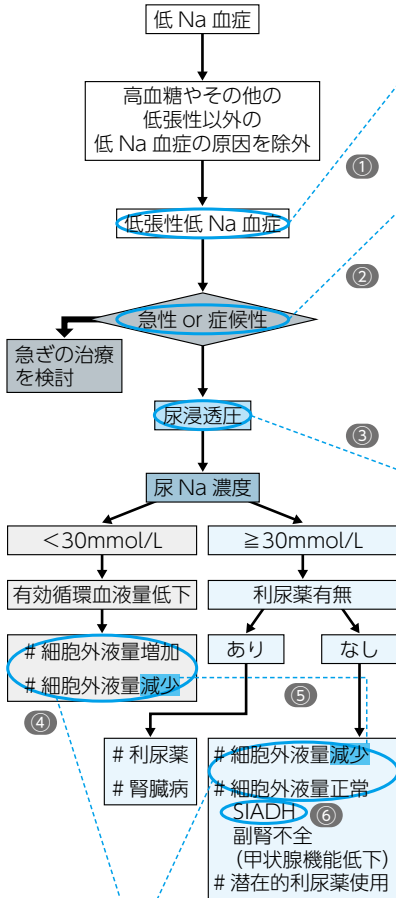 低 Na 血症
高血糖やその他の
低張性以外の
低 Na 血症の原因を除外
①
低張性低 Na 血症
②
急性 or 症候性
急ぎの治療
を検討
尿浸透圧
③
尿 Na 濃度
＜30mmol/L
≧30mmol/L
有効循環血液量低下
利尿薬有無
# 細胞外液量増加
# 細胞外液量減少
あり
なし
⑤
④
# 利尿薬
# 腎臓病
# 細胞外液量減少
# 細胞外液量正常
SIADH
⑥
副腎不全
(甲状腺機能低下)
# 潜在的利尿薬使用